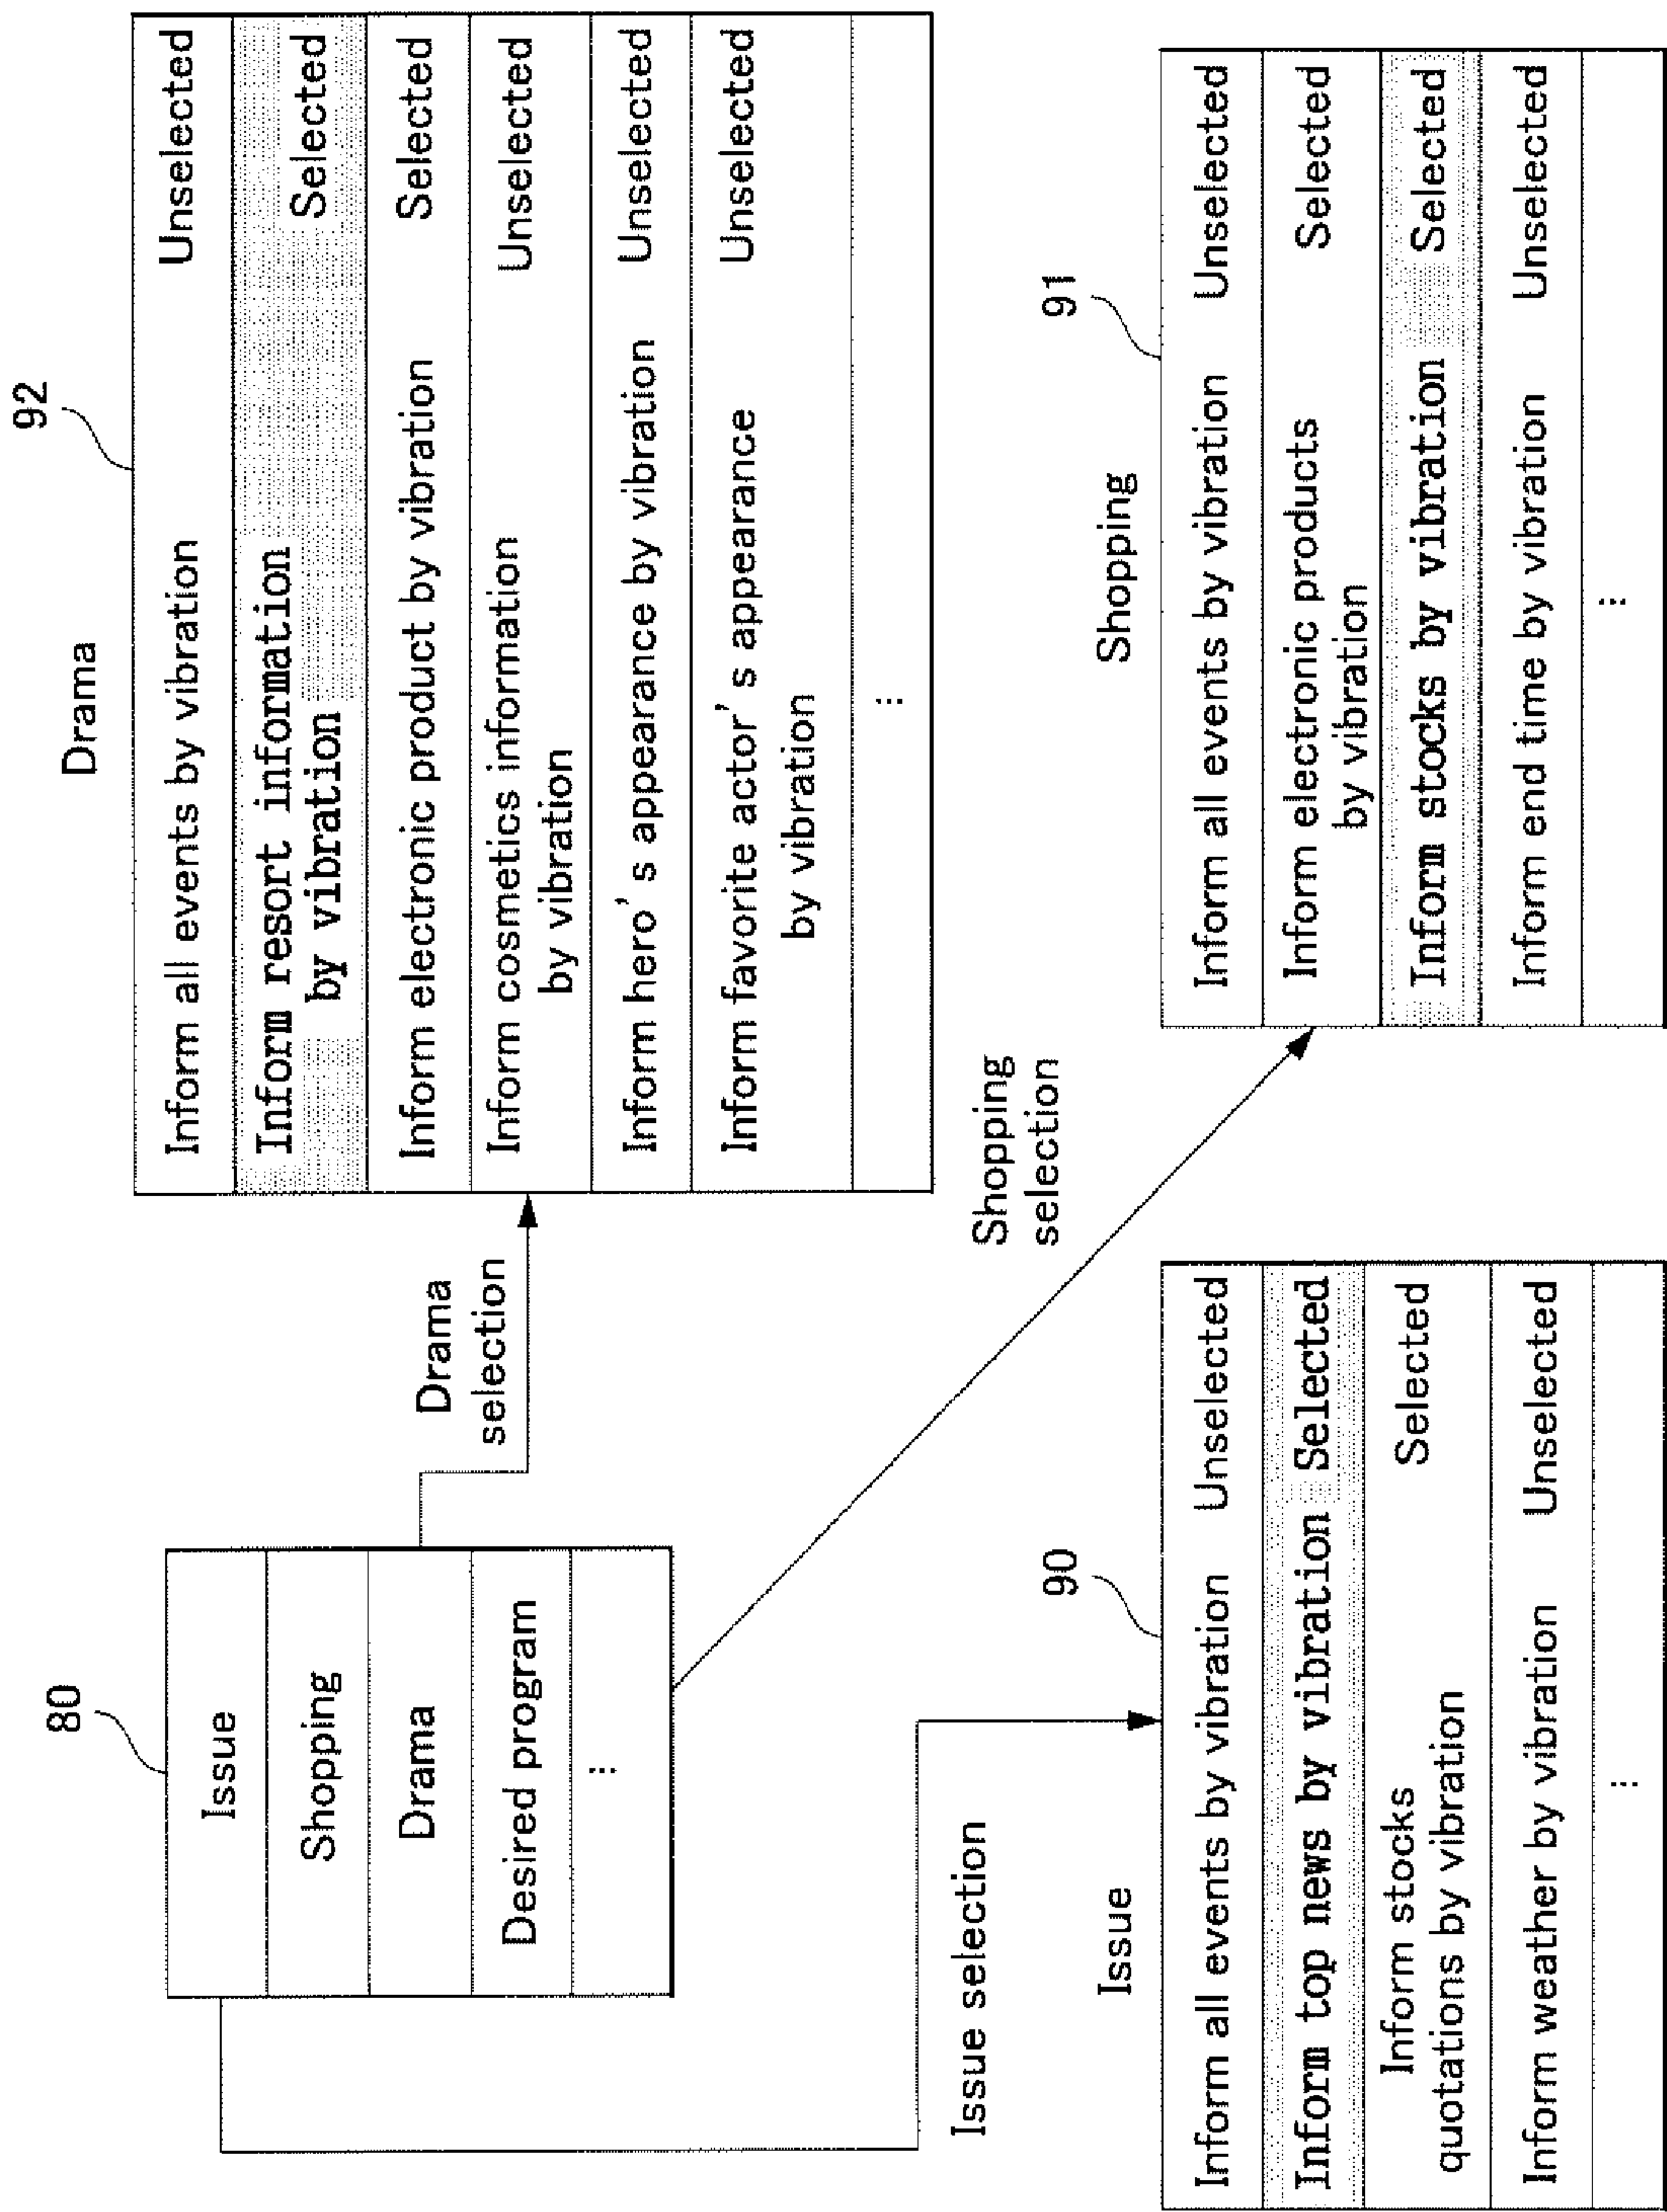 80
Issue
Shopping
Drama
Desired program
...
Drama
selection
Drama
92
Inform all events by vibration Unselected
Inform resort information
by vibration Selected
Inform electronic product by vibration Selected
Inform cosmetics information
by vibration Unselected
Inform hero's appearance by vibration Unselected
Inform favorite actor's appearance
by vibration Unselected
...
Issue selection
Shopping
selection
Issue
90
Inform all events by vibration Unselected
Inform top news by vibration Selected
Inform stocks
quotations by vibration Selected
Inform weather by vibration Unselected
...
Shopping
91
Inform all events by vibration Unselected
Inform electronic products
by vibration Selected
Inform stocks by vibration Selected
Inform end time by vibration Unselected
...